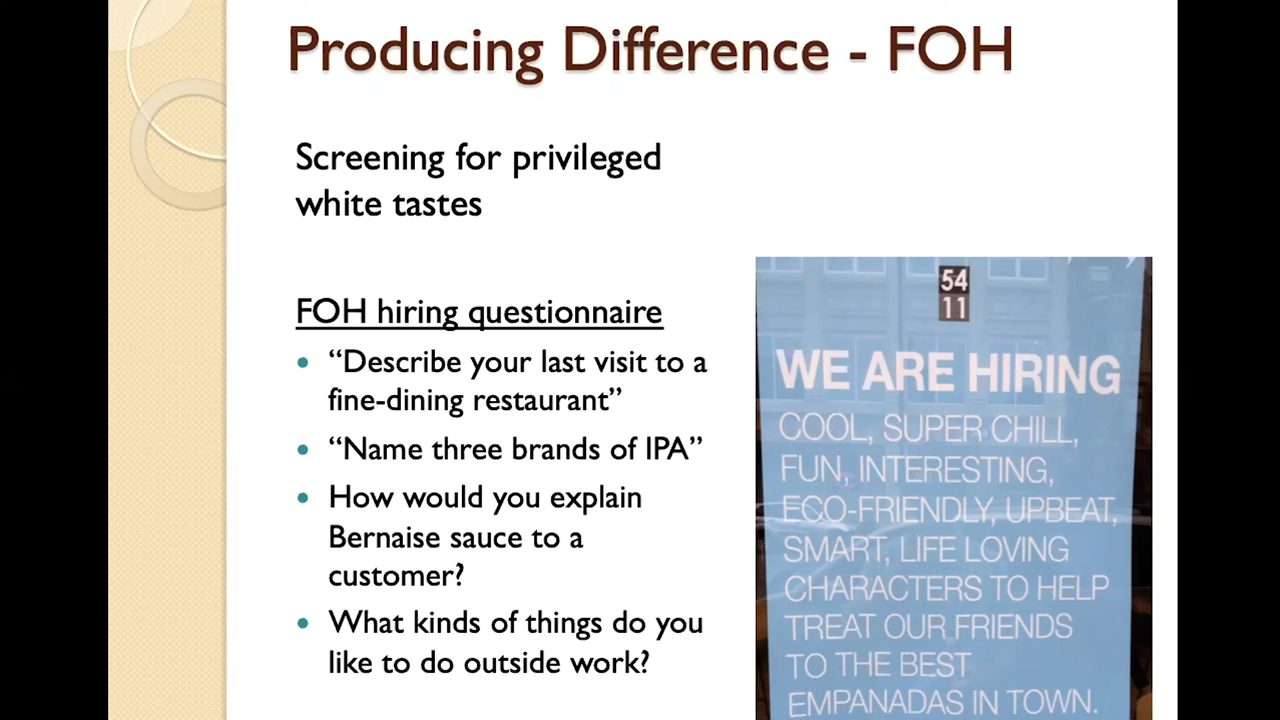 Producing Difference - FOH
Screening for privileged
white tastes
FOH hiring questionnaire
• “Describe your last visit to a
fine-dining restaurant”
• “Name three brands of IPA”
• How would you explain
Bernaise sauce to a
customer?
• What kinds of things do you
like to do outside work?
54
11
WE ARE HIRING
COOL, SUPER CHILL,
FUN, INTERESTING,
ECO-FRIENDLY, UPBEAT,
SMART, LIFE LOVING
CHARACTERS TO HELP
TREAT OUR FRIENDS
TO THE BEST
EMPANADAS IN TOWN.